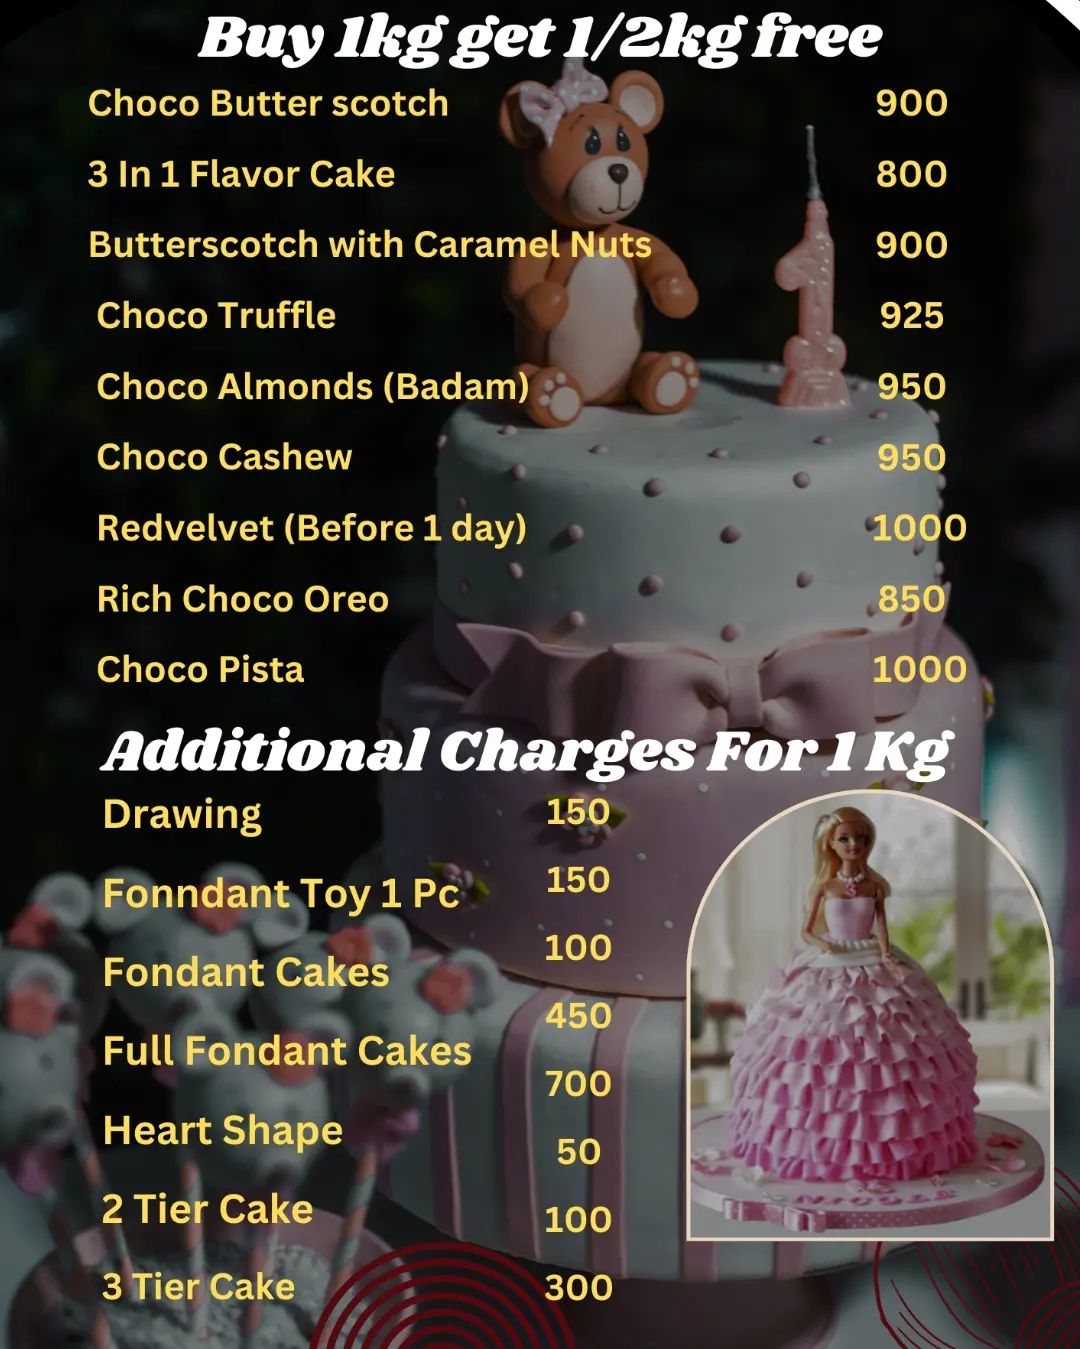 Buy 1kg get 1/2kg free
Choco Butter scotch 900
3 In 1 Flavor Cake 800
Butterscotch with Caramel Nuts 900
Choco Truffle 925
Choco Almonds (Badam) 950
Choco Cashew 950
Redvelvet (Before 1 day) 1000
Rich Choco Oreo 850
Choco Pista 1000
Additional Charges For 1 Kg
Drawing
Fonndant Toy 1 Pc
Fondant Cakes
Full Fondant Cakes
Heart Shape
2 Tier Cake
3 Tier Cake
150
150
100
450
700
50
100
300